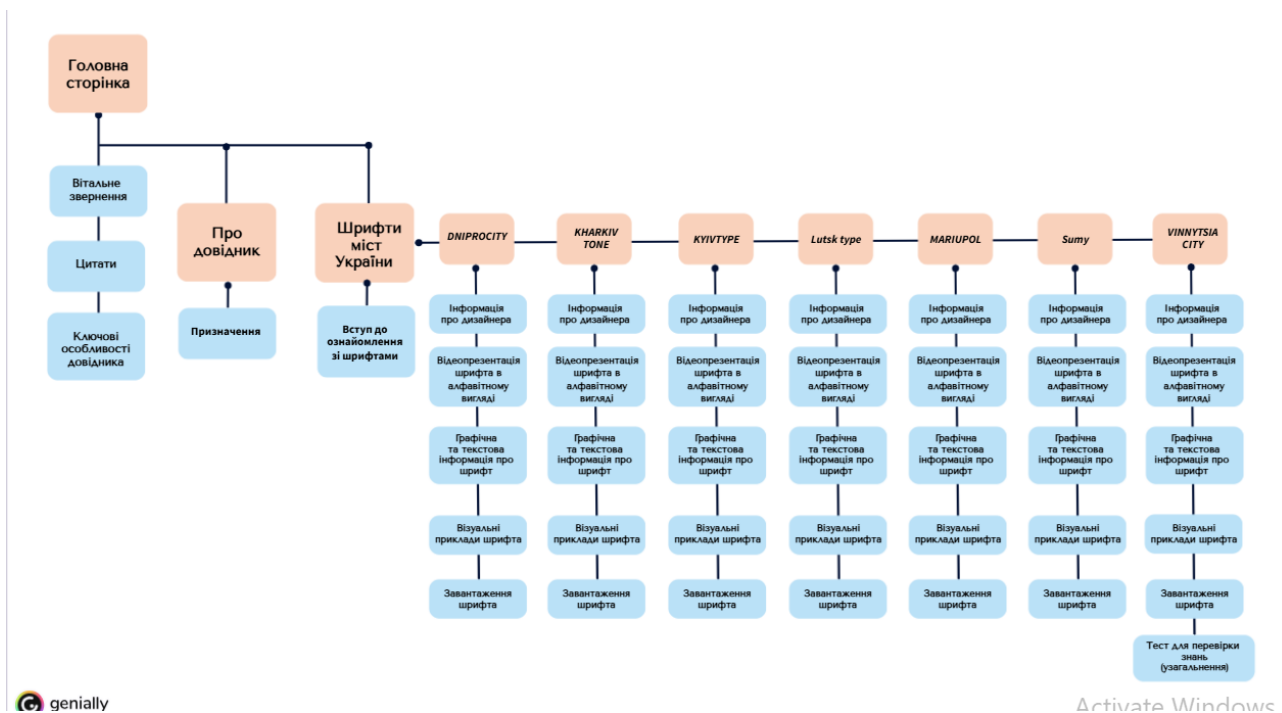 Головна
сторінка
Вітальне
звернення
Цитати
Ключові
особливості
довідника
Про
довідник
Призначення
Шрифти
міст
України
Вступ до
ознайомлення
зі шрифтами
DNIPROCITY
Інформація
про дизайнера
Відеопрезентація
шрифта в
алфавітному
вигляді
Графічна
та текстова
інформація про
шрифт
Візуальні
приклади шрифта
Завантаження
шрифта
KHARKIV
TONE
Інформація
про дизайнера
Відеопрезентація
шрифта в
алфавітному
вигляді
Графічна
та текстова
інформація про
шрифт
Візуальні
приклади шрифта
Завантаження
шрифта
KYIVTYPE
Інформація
про дизайнера
Відеопрезентація
шрифта в
алфавітному
вигляді
Графічна
та текстова
інформація про
шрифт
Візуальні
приклади шрифта
Завантаження
шрифта
Lutsk type
Інформація
про дизайнера
Відеопрезентація
шрифта в
алфавітному
вигляді
Графічна
та текстова
інформація про
шрифт
Візуальні
приклади шрифта
Завантаження
шрифта
MARIUPOL
Інформація
про дизайнера
Відеопрезентація
шрифта в
алфавітному
вигляді
Графічна
та текстова
інформація про
шрифт
Візуальні
приклади шрифта
Завантаження
шрифта
Sumy
Інформація
про дизайнера
Відеопрезентація
шрифта в
алфавітному
вигляді
Графічна
та текстова
інформація про
шрифт
Візуальні
приклади шрифта
Завантаження
шрифта
VINNYTSIA
CITY
Інформація
про дизайнера
Відеопрезентація
шрифта в
алфавітному
вигляді
Графічна
та текстова
інформація про
шрифт
Візуальні
приклади шрифта
Завантаження
шрифта
Тест для перевірки
знань
(узагальнення)
genially
Activate Windows